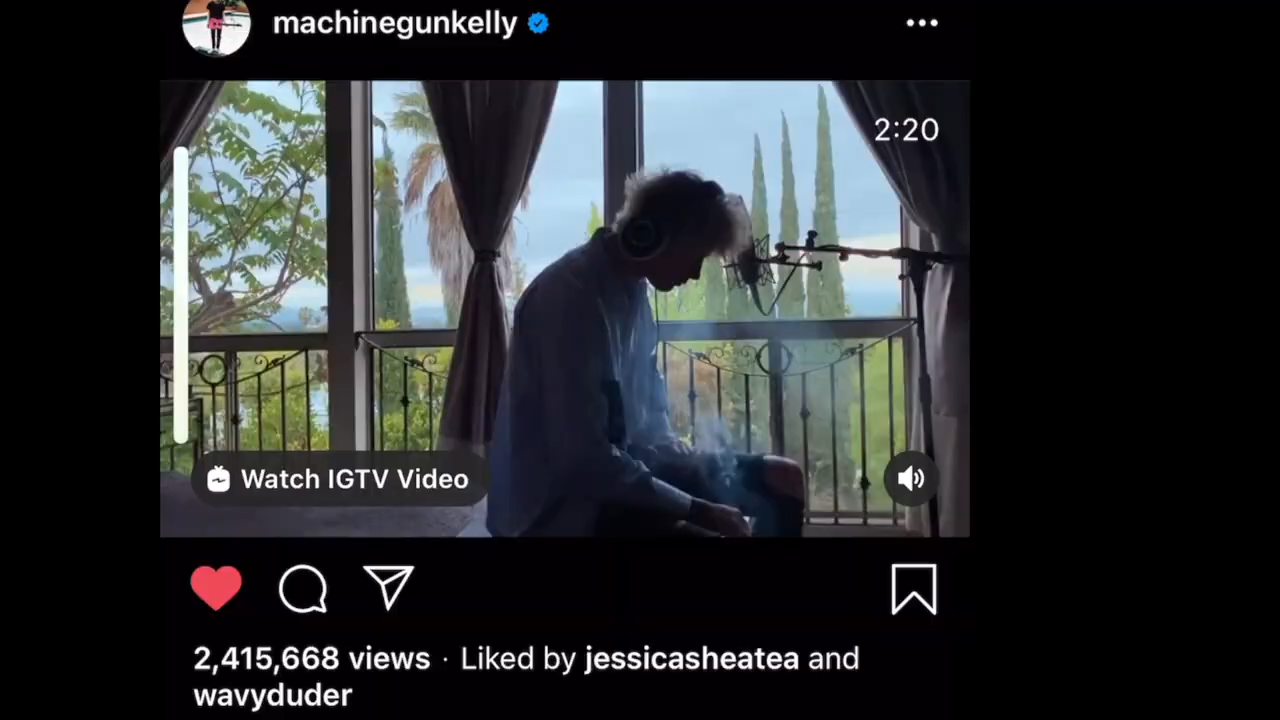 machinegunkelly
2:20
Watch IGTV Video
2,415,668 views · Liked by jessicasheatea and
wavyduder